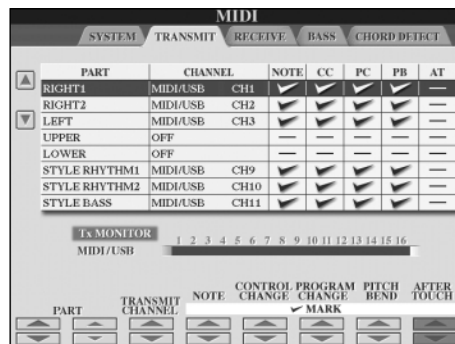 MIDI
SYSTEM TRANSMIT RECEIVE BASS CHORD DETECT
PART CHANNEL NOTE CC PC PB AT
RIGHT1 MIDI/USB CH1 ✓ ✓ ✓ ✓ —
RIGHT2 MIDI/USB CH2 ✓ ✓ ✓ ✓ —
LEFT MIDI/USB CH3 ✓ ✓ ✓ ✓ —
UPPER OFF — — — — —
LOWER OFF — — — — —
STYLE RHYTHM1 MIDI/USB CH9 ✓ ✓ ✓ ✓ —
STYLE RHYTHM2 MIDI/USB CH10 ✓ ✓ ✓ ✓ —
STYLE BASS MIDI/USB CH11 ✓ ✓ ✓ ✓ —
Tx MONITOR 1 2 3 4 5 6 7 8 9 10 11 12 13 14 15 16
MIDI/USB
PART TRANSMIT CHANNEL NOTE CONTROL CHANGE PROGRAM CHANGE PITCH BEND AFTER TOUCH
✓ MARK